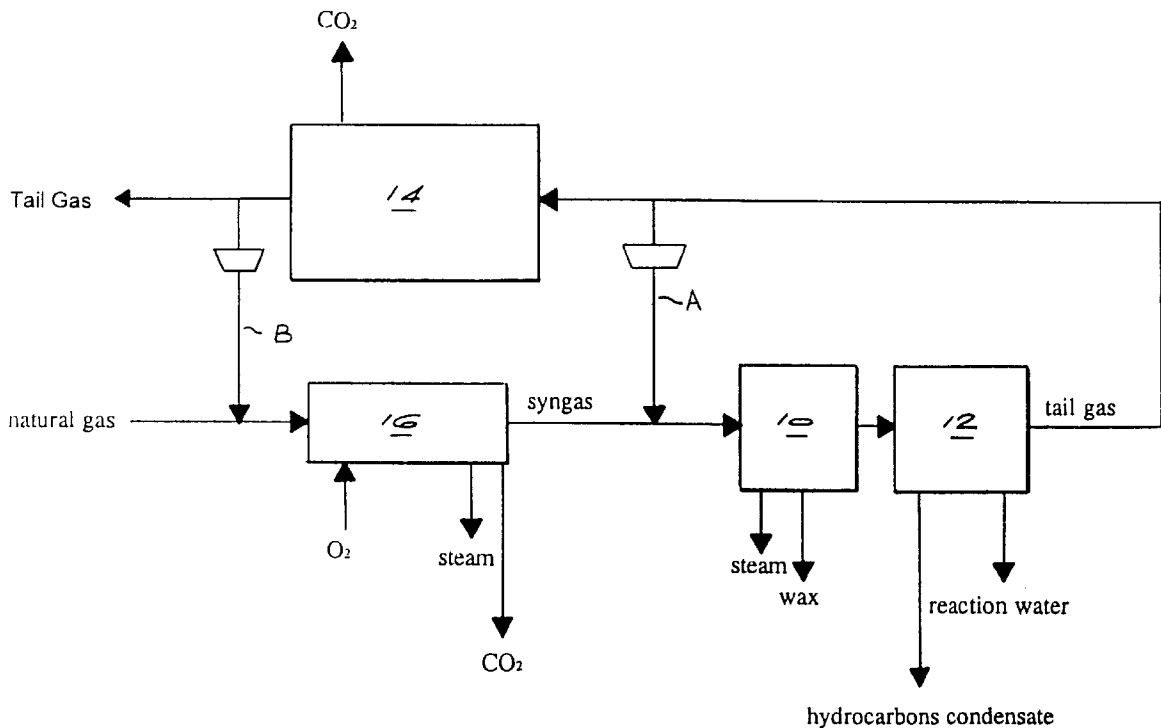 CO₂
Tail Gas
14
A
B
natural gas
16
syngas
10
12
tail gas
O₂
steam
CO₂
steam
wax
reaction water
hydrocarbons condensate